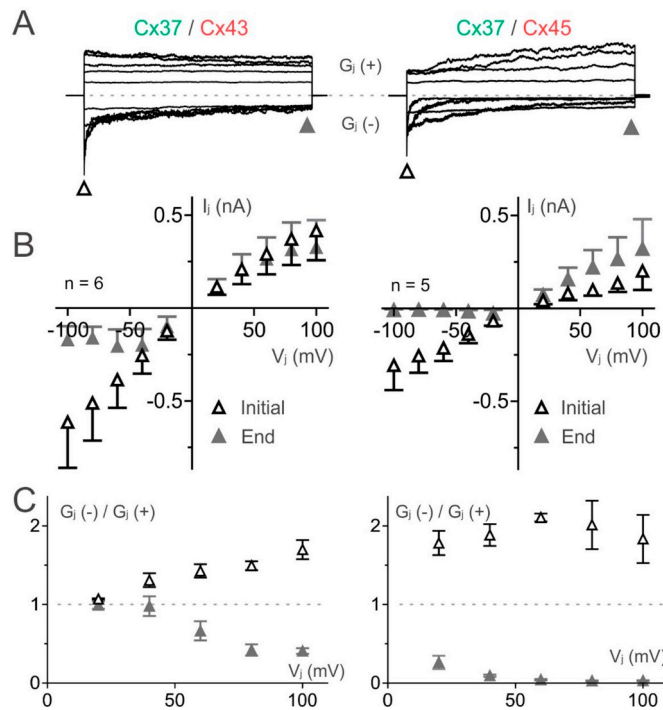 A
Cx37 / Cx43
Cx37 / Cx45
Gj (+)
Gj (-)
B
Ij (nA)
Ij (nA)
0.5
0.5
n = 6
n = 5
-100
-50
50
100
-100
-50
50
100
Vj (mV)
Vj (mV)
-0.5
-0.5
Initial
End
Initial
End
C
Gj (-) / Gj (+)
Gj (-) / Gj (+)
2
2
1
1
Vj (mV)
Vj (mV)
0
0
0
50
100
0
50
100